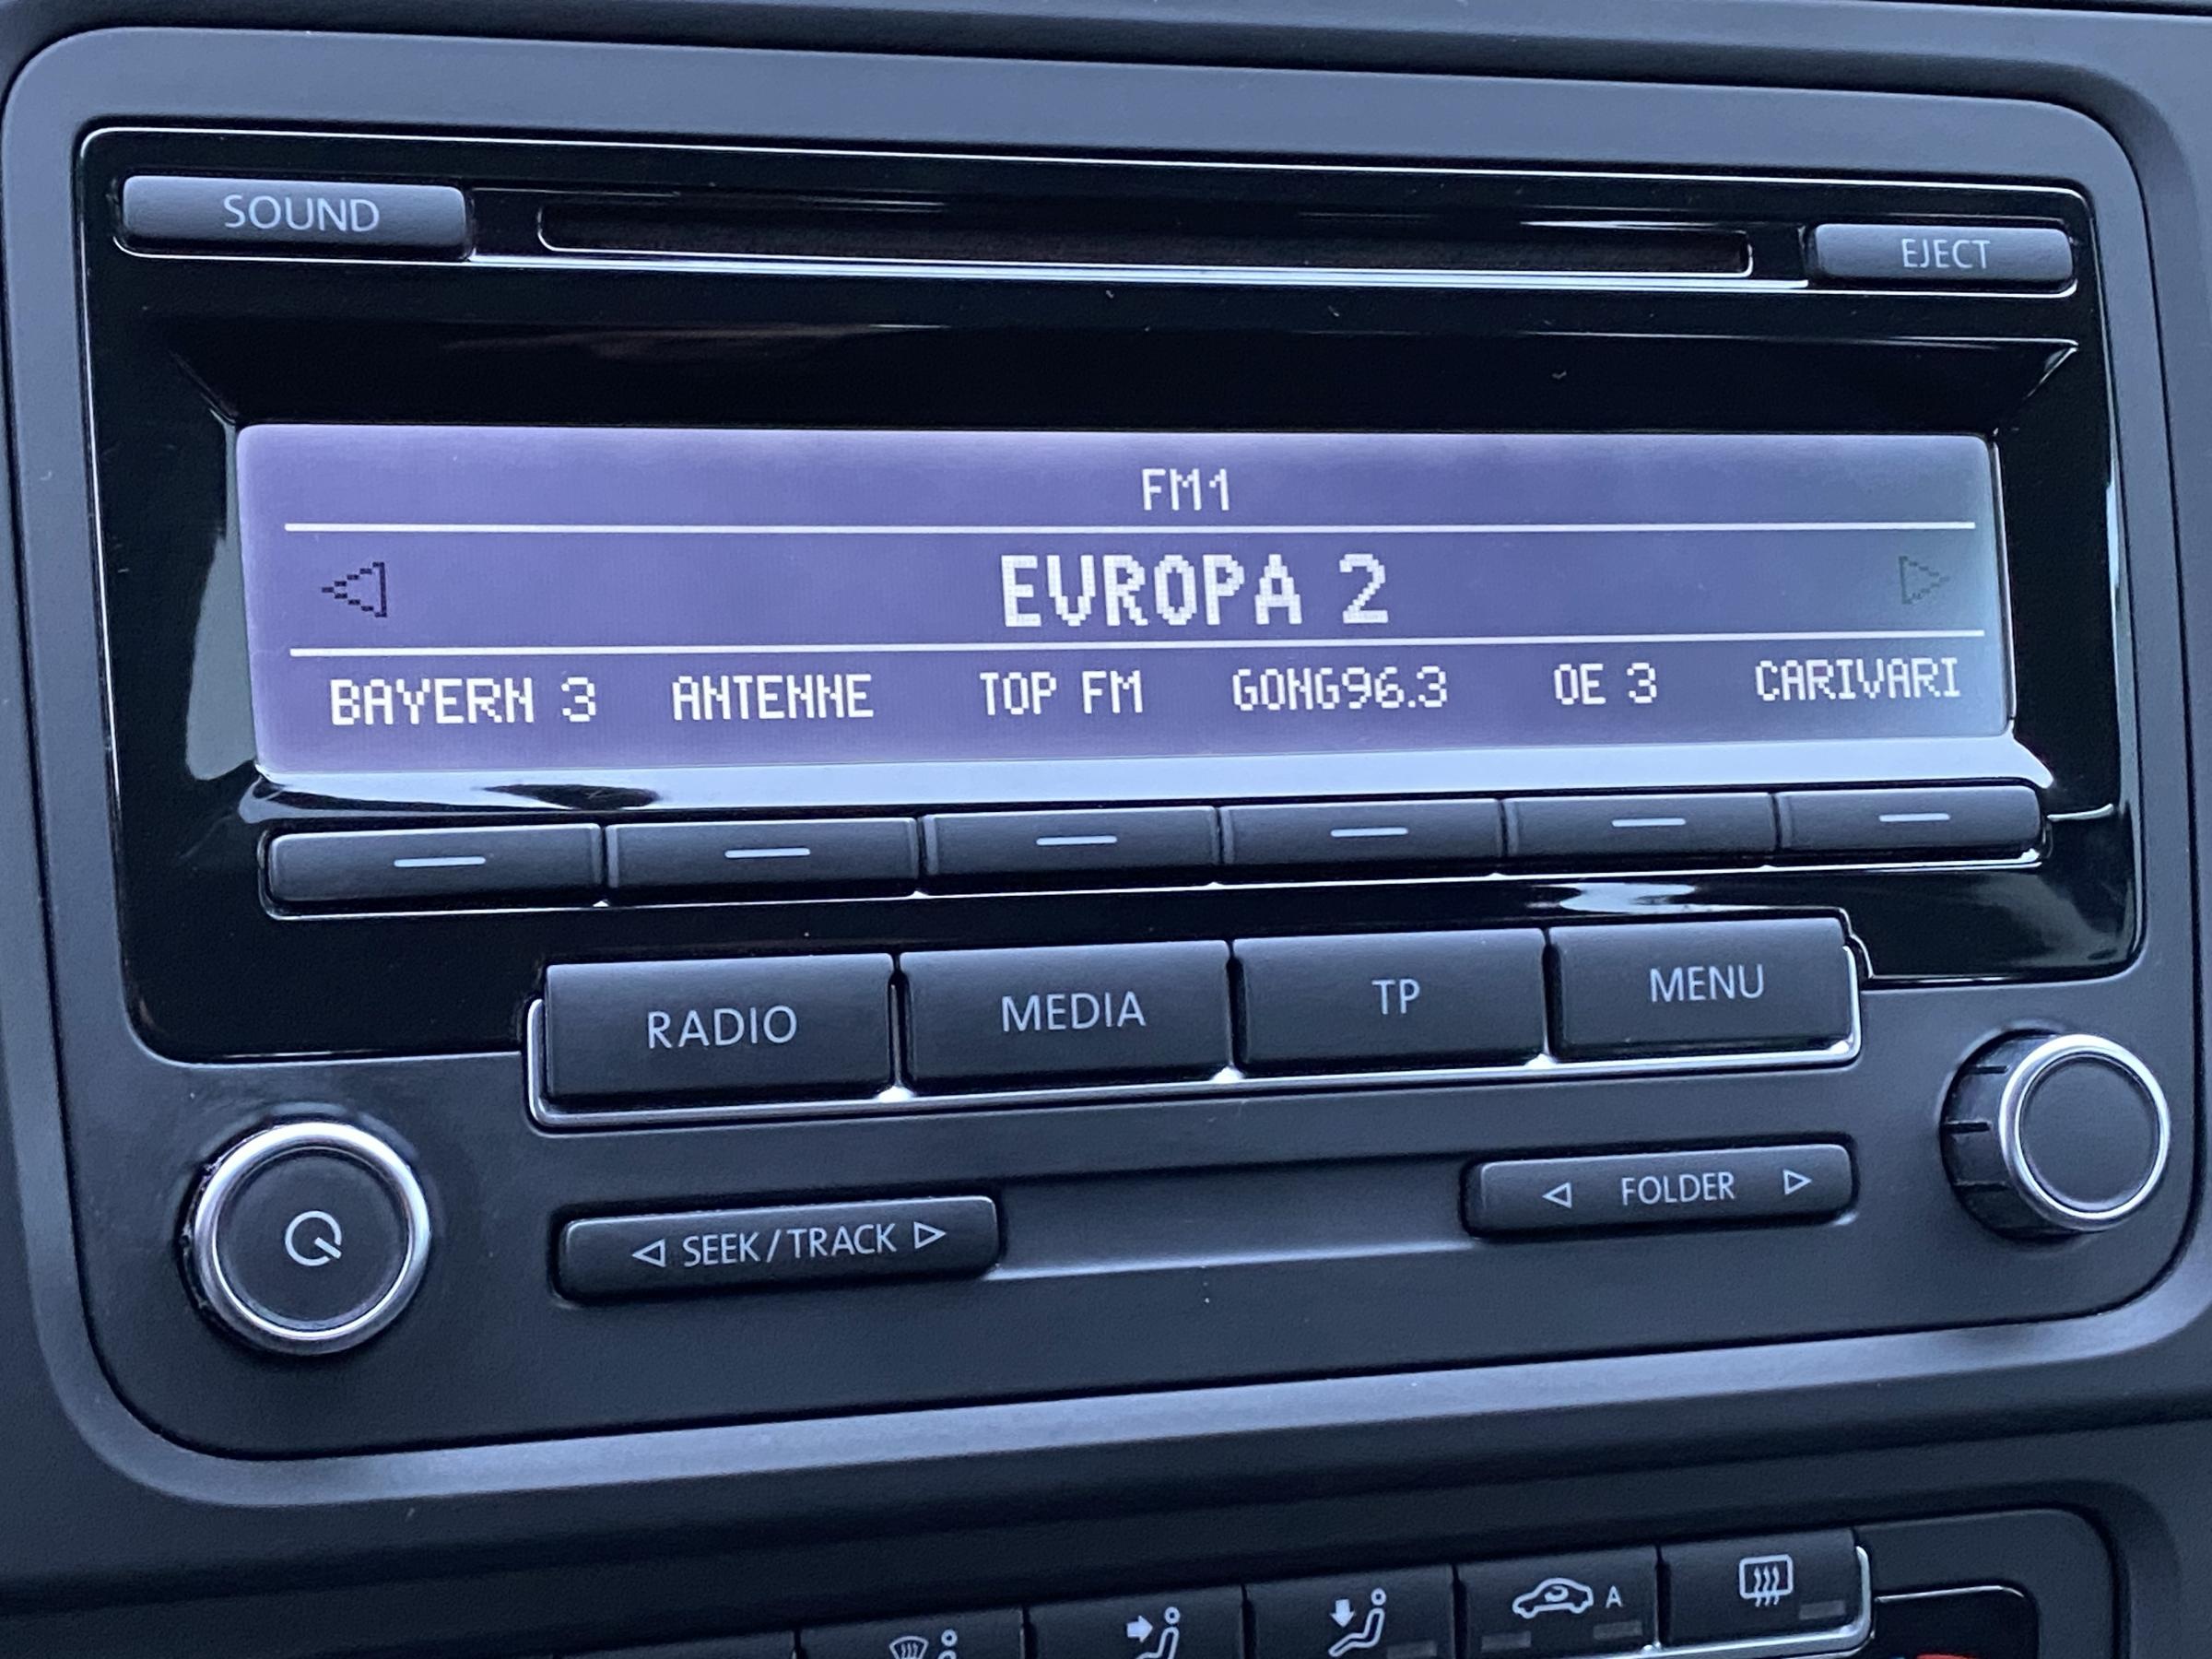 SOUND
EJECT
FM1
EVROPA 2
BAYERN 3 ANTENNE TOP FM GONG96.3 OE 3 CARIVARI
RADIO MEDIA TP MENU
SEEK/TRACK
FOLDER
A